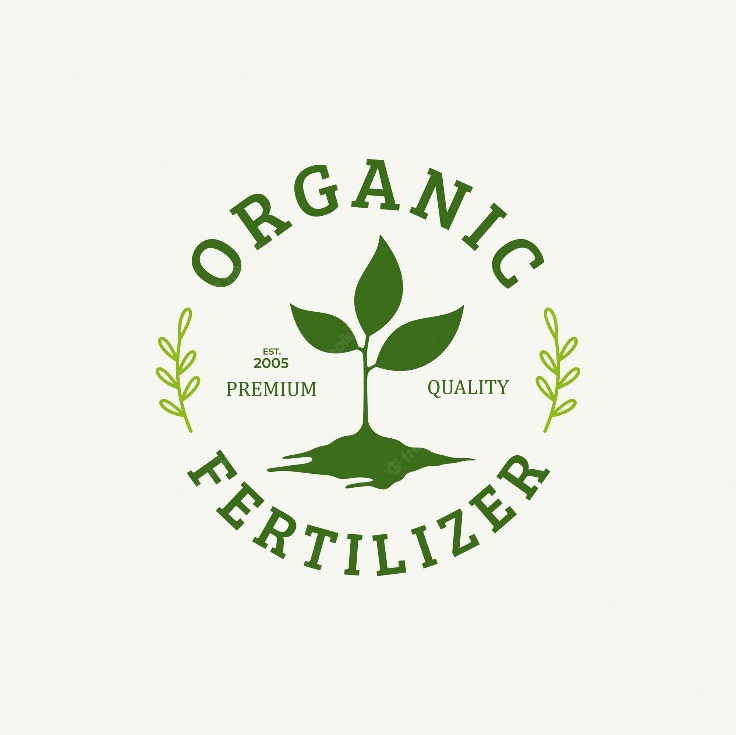 ORGANIC
EST.
2005
PREMIUM
QUALITY
FERTILIZER